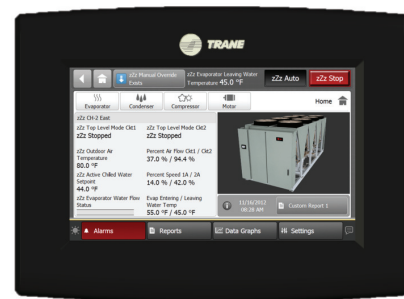 TRANE
zZz Manual Override Exists
zZz Evaporator Leaving Water Temperature 45.0 °F
zZz Auto
zZz Stop
Evaporator
Condenser
Compressor
Motor
Home
zZz CH-2 East
zZz Top Level Mode Ckt1
zZz Stopped
zZz Top Level Mode Ckt2
zZz Stopped
zZz Outdoor Air Temperature
80.0 °F
Percent Air Flow Ckt1 / Ckt2
37.0 % / 94.4 %
zZz Active Chilled Water Setpoint
44.0 °F
Percent Speed 1A / 2A
14.0 % / 42.0 %
zZz Evaporator Water Flow Status
Evap Entering / Leaving Water Temp
55.0 °F / 45.0 °F
11/16/2012
09:28 AM
Custom Report 1
Alarms
Reports
Data Graphs
Settings